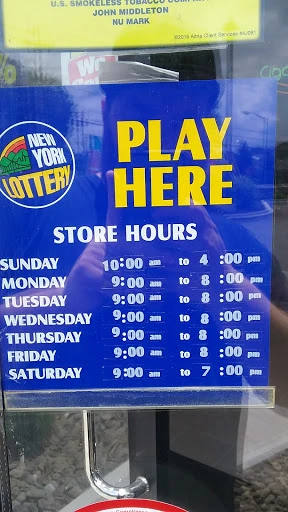 U.S. SMOKELESS TOBACCO
JOHN MIDDLETON
NU MARK
PLAY
HERE
NEW
YORK
LOTTERY
STORE HOURS
SUNDAY 10:00 am to 4:00 pm
MONDAY 9:00 am to 8:00 pm
TUESDAY 9:00 am to 8:00 pm
WEDNESDAY 9:00 am to 8:00 pm
THURSDAY 9:00 am to 8:00 pm
FRIDAY 9:00 am to 8:00 pm
SATURDAY 9:00 am to 7:00 pm